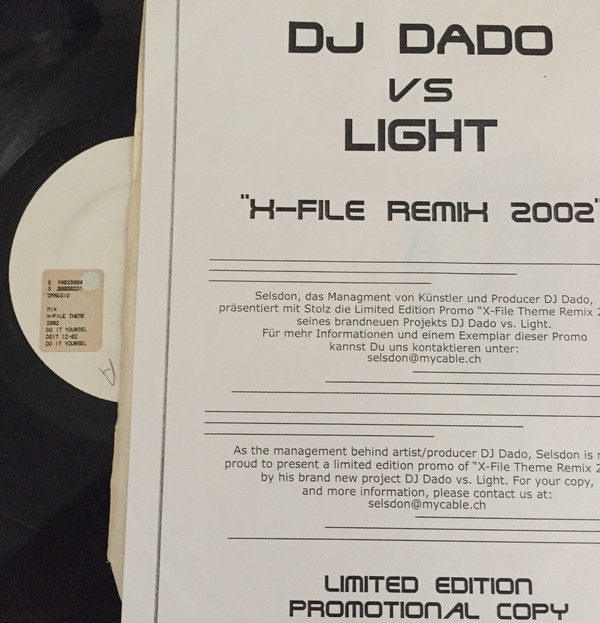 DJ DADO
VS
LIGHT
"X-FILE REMIX 2002"
Selsdon, das Managment von Künstler und Producer DJ Dado,
präsentiert mit Stolz die Limited Edition Promo "X-File Theme Remix 2
seines brandneuen Projekts DJ Dado vs. Light.
Für mehr Informationen und einem Exemplar dieser Promo
kannst Du uns kontaktieren unter:
selsdon@mycable.ch
As the management behind artist/producer DJ Dado, Selsdon is
proud to present a limited edition promo of "X-File Theme Remix 2
by his brand new project DJ Dado vs. Light. For your copy,
and more information, please contact us at:
selsdon@mycable.ch
LIMITED EDITION
PROMOTIONAL COPY
OMAGGIO
MIX
X-FILE THEME
2002
DO IT YOURSEL
DOIT 12-02
DO IT YOURSEL